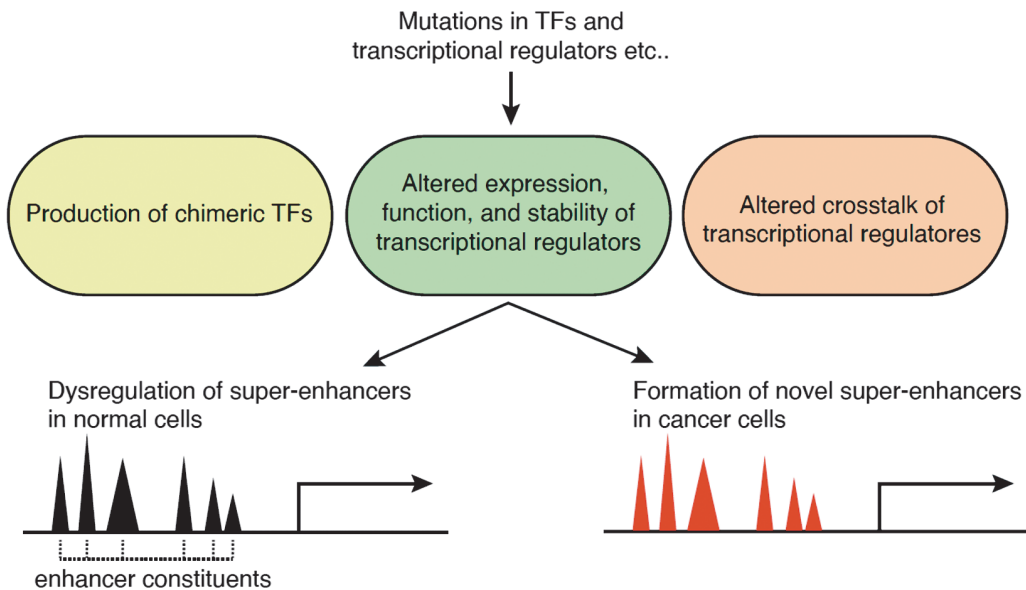 Mutations in TFs and
transcriptional regulators etc..
Production of chimeric TFs
Altered expression,
function, and stability of
transcriptional regulators
Altered crosstalk of
transcriptional regulatores
Dysregulation of super-enhancers
in normal cells
Formation of novel super-enhancers
in cancer cells
enhancer constituents